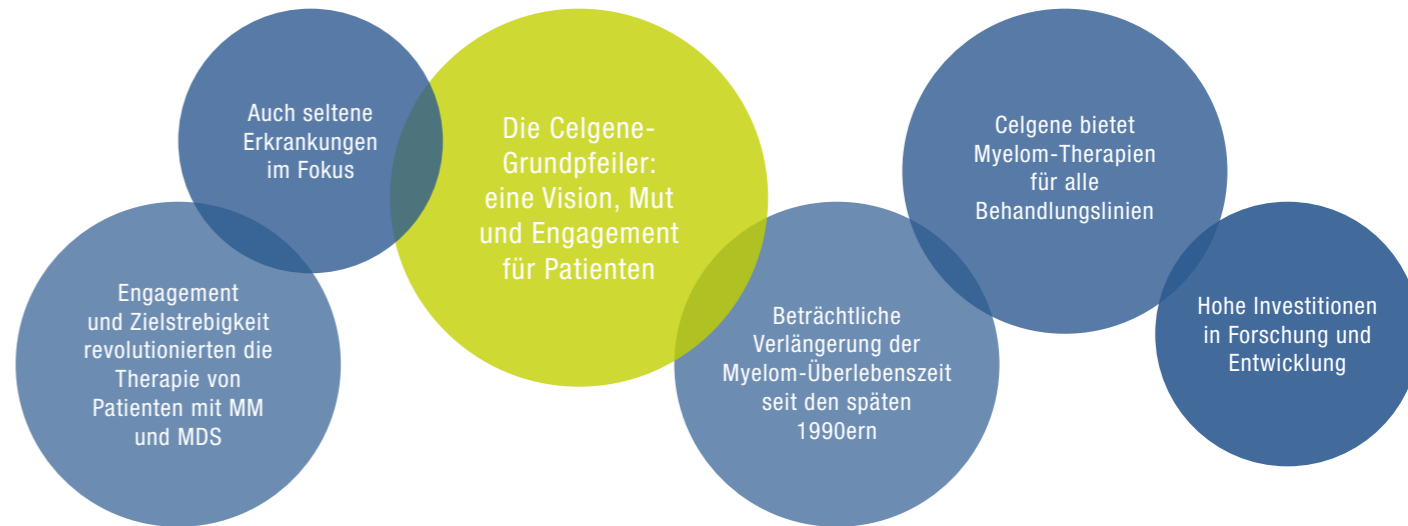 Auch seltene
Erkrankungen
im Fokus
Engagement
und Zielstrebigkeit
revolutionierten die
Therapie von
Patienten mit MM
und MDS
Die Celgene-
Grundpfeiler:
eine Vision, Mut
und Engagement
für Patienten
Beträchtliche
Verlängerung der
Myelom-Überlebenszeit
seit den späten
1990ern
Celgene bietet
Myelom-Therapien
für alle
Behandlungslinien
Hohe Investitionen
in Forschung und
Entwicklung